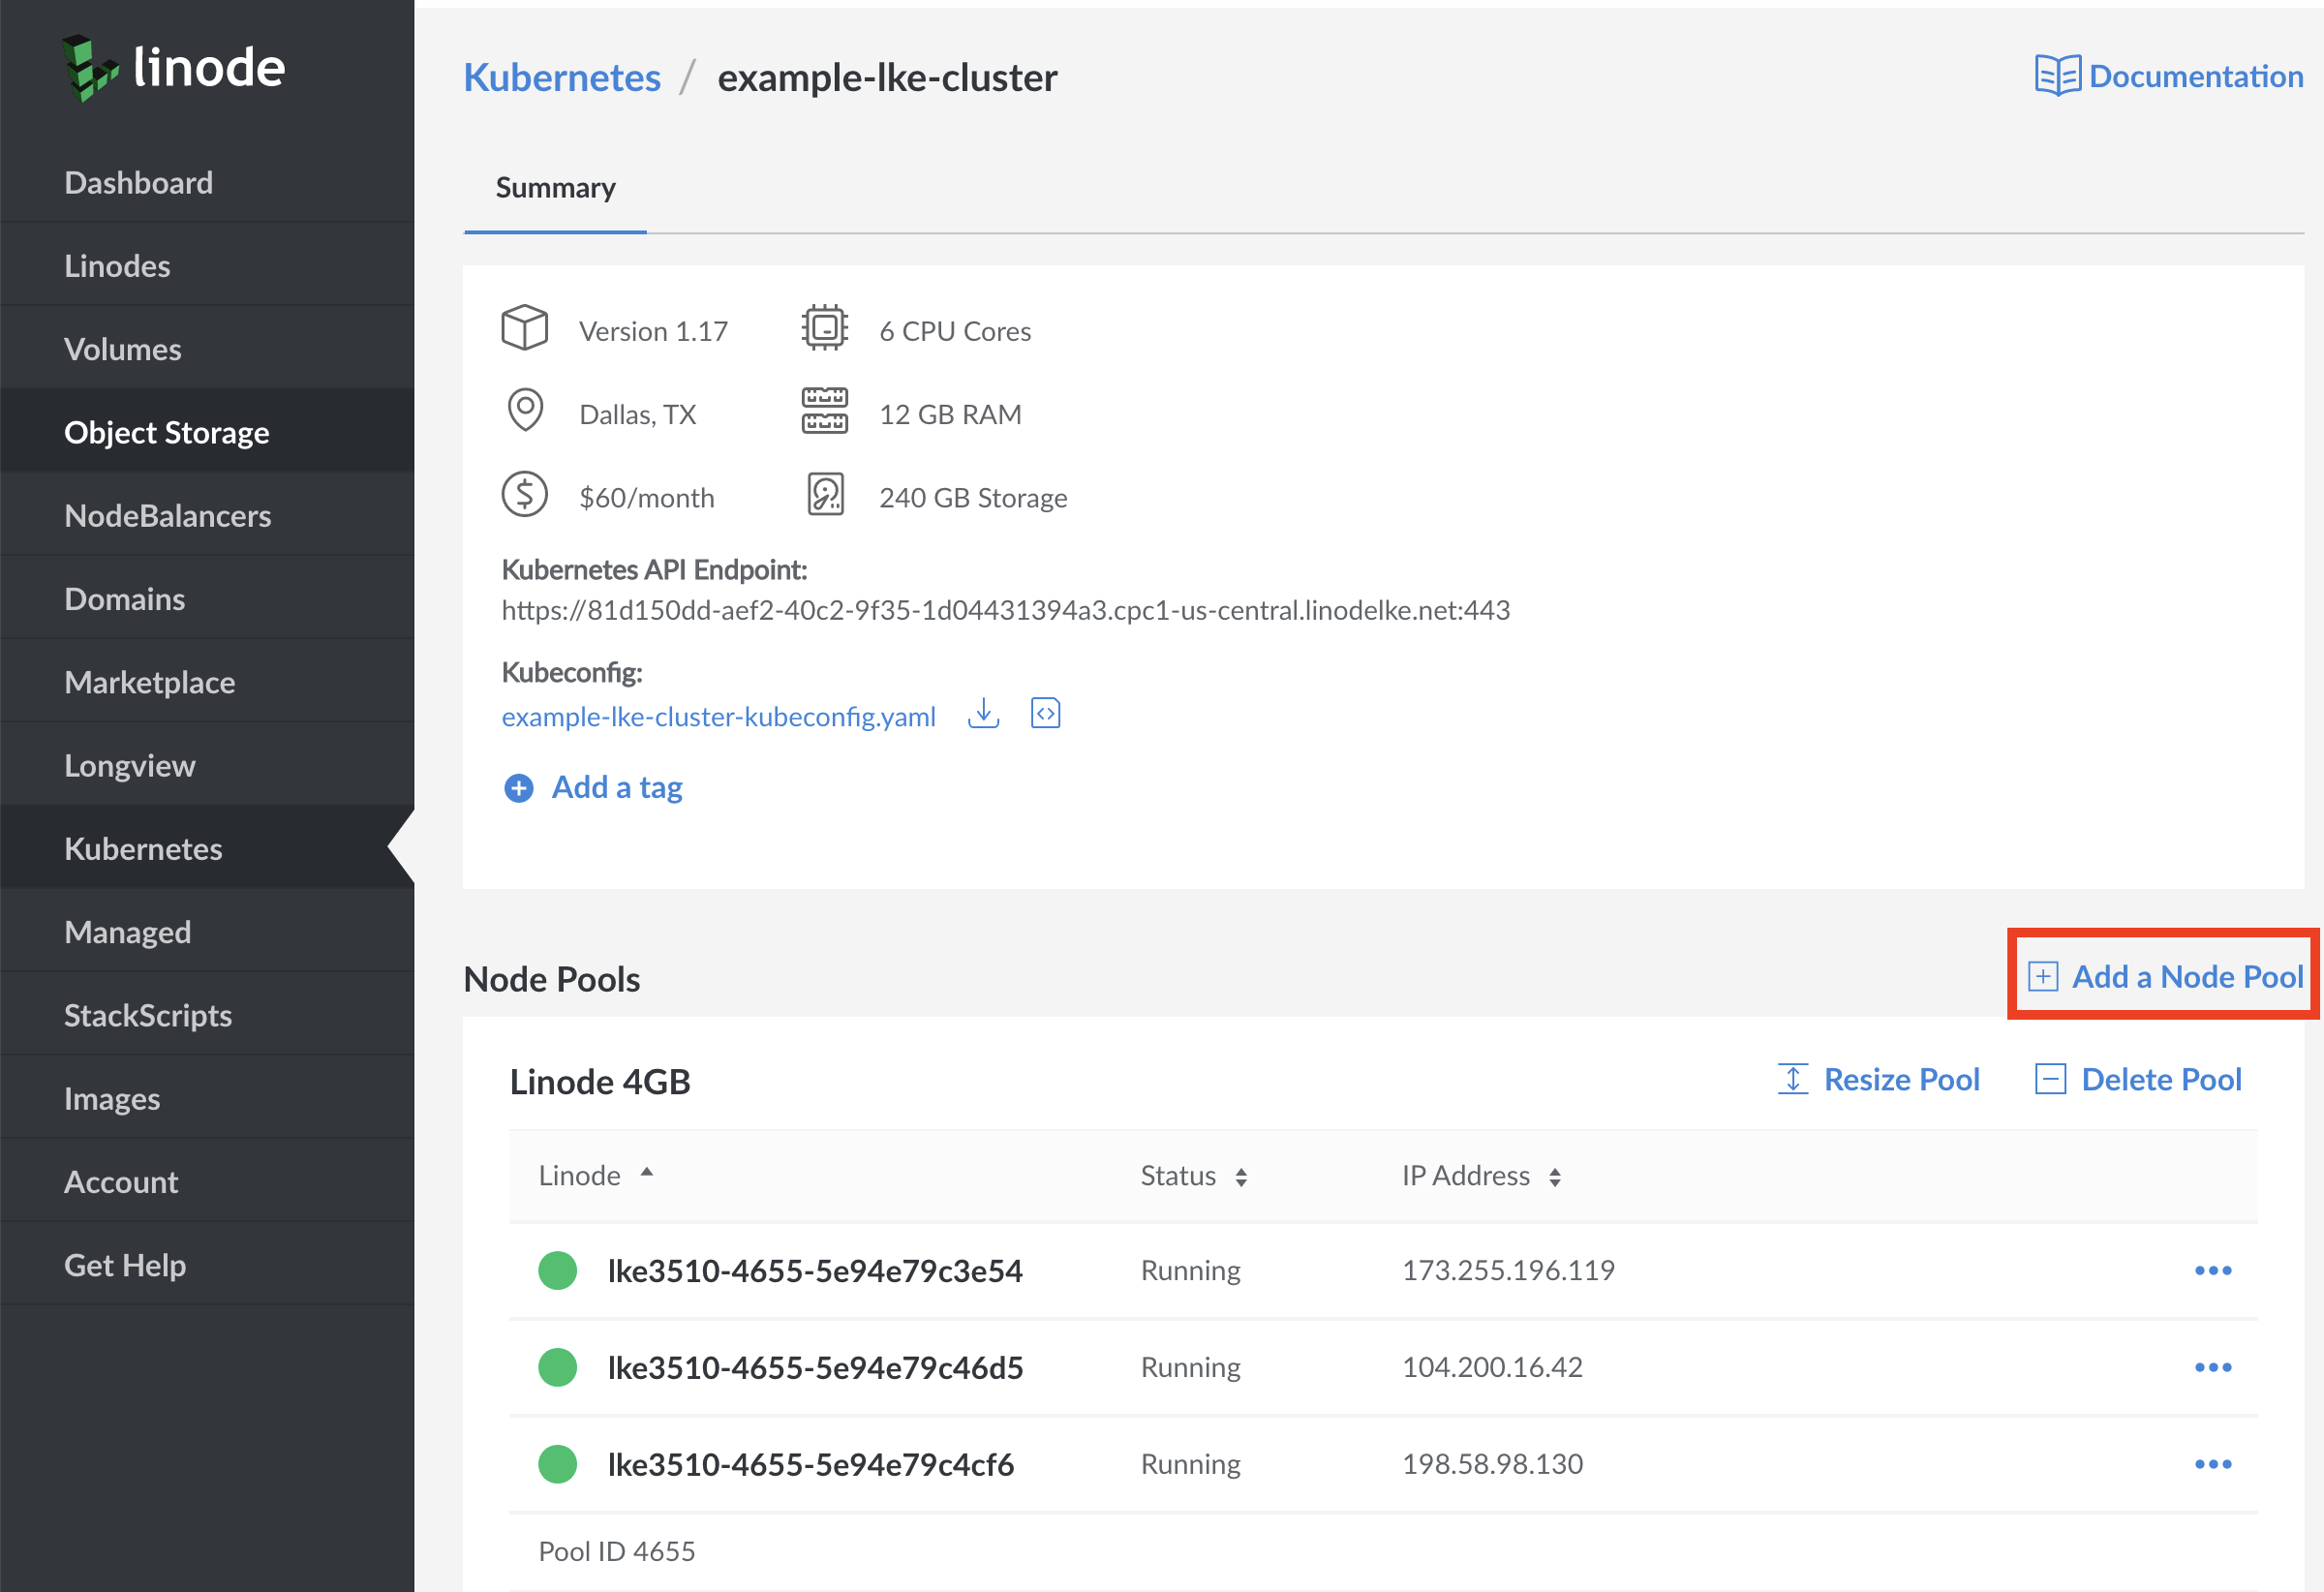 linode
Dashboard
Linodes
Volumes
Object Storage
NodeBalancers
Domains
Marketplace
Longview
Kubernetes
Managed
StackScripts
Images
Account
Get Help
Kubernetes / example-lke-cluster
Documentation
Summary
Version 1.17
6 CPU Cores
Dallas, TX
12 GB RAM
$60/month
240 GB Storage
Kubernetes API Endpoint:
https://81d150dd-aef2-40c2-9f35-1d04431394a3.cpc1-us-central.linodelke.net:443
Kubeconfig:
example-lke-cluster-kubeconfig.yaml
Add a tag
Node Pools
Add a Node Pool
Linode 4GB
Resize Pool
Delete Pool
Linode Status IP Address
lke3510-4655-5e94e79c3e54 Running 173.255.196.119
lke3510-4655-5e94e79c46d5 Running 104.200.16.42
lke3510-4655-5e94e79c4cf6 Running 198.58.98.130
Pool ID 4655